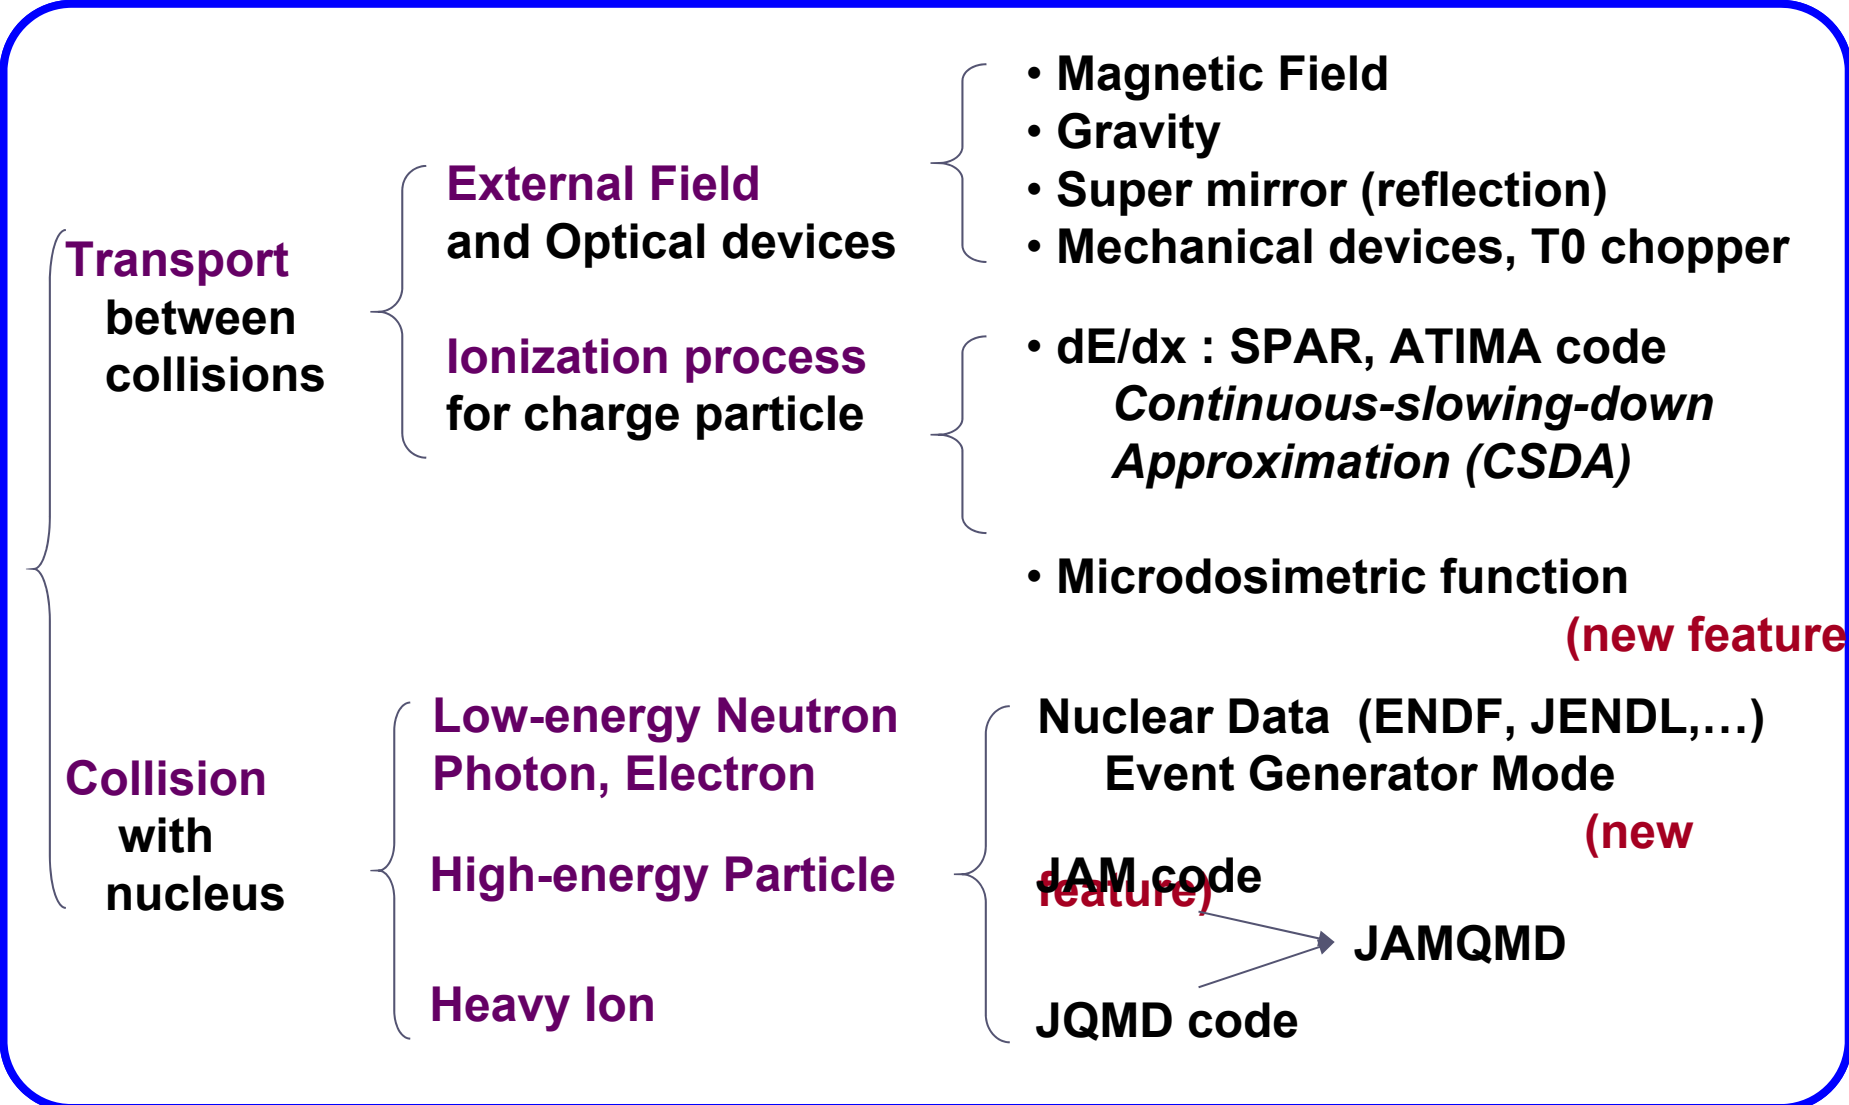 Transport
between
collisions
External Field
and Optical devices
• Magnetic Field
• Gravity
• Super mirror (reflection)
• Mechanical devices, T0 chopper
Ionization process
for charge particle
• dE/dx : SPAR, ATIMA code
Continuous-slowing-down
Approximation (CSDA)
• Microdosimetric function
(new feature
Collision
with
nucleus
Low-energy Neutron
Photon, Electron
Nuclear Data (ENDF, JENDL,...)
Event Generator Mode
(new
feature)
High-energy Particle
JAM code
JAMQMD
Heavy Ion
JQMD code